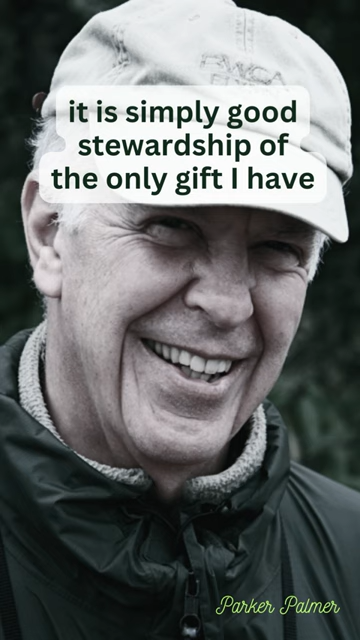 it is simply good
stewardship of
the only gift I have
Parker Palmer